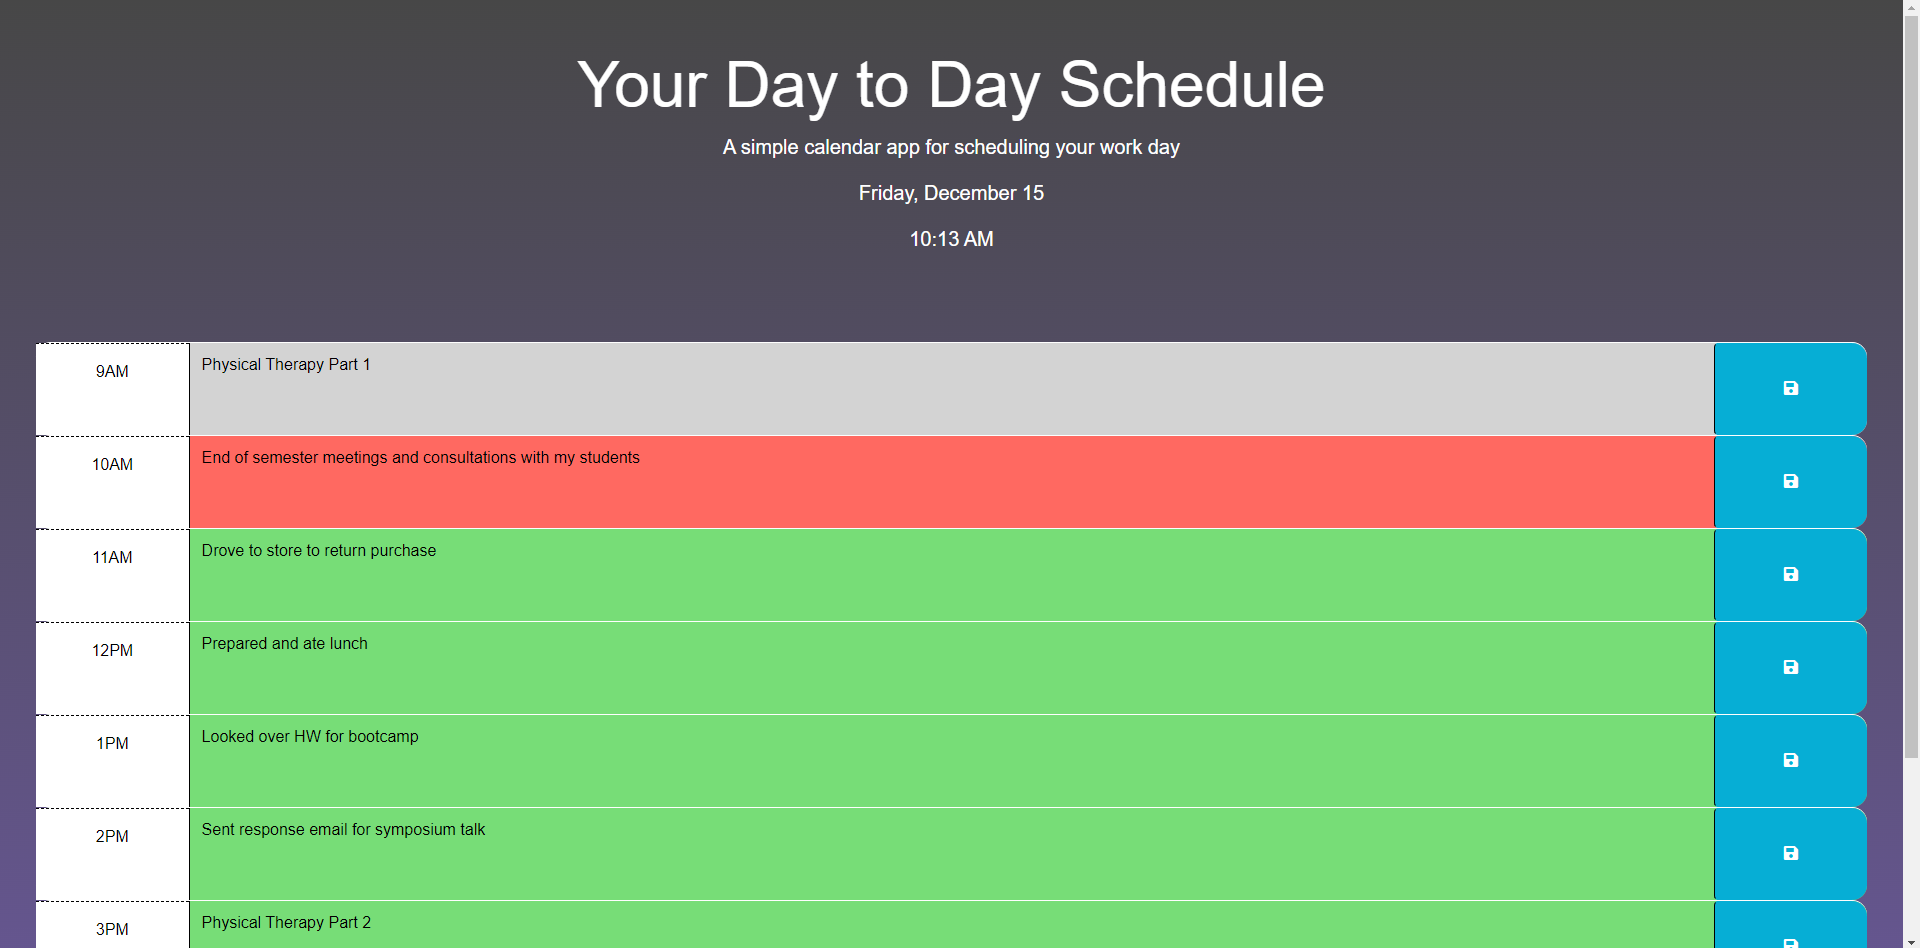 Your Day to Day Schedule
A simple calendar app for scheduling your work day
Friday, December 15
10:13 AM
9AM
Physical Therapy Part 1
10AM
End of semester meetings and consultations with my students
11AM
Drove to store to return purchase
12PM
Prepared and ate lunch
1PM
Looked over HW for bootcamp
2PM
Sent response email for symposium talk
3PM
Physical Therapy Part 2